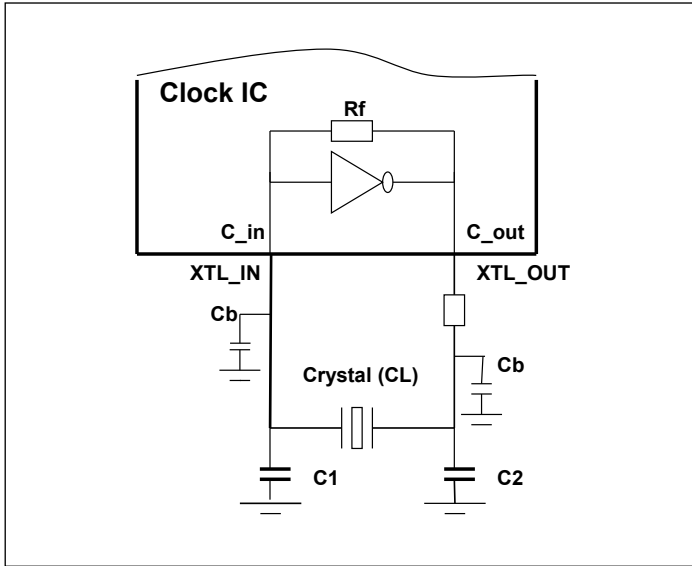 Clock IC
Rf
C_in
C_out
XTL_IN
XTL_OUT
Cb
Crystal (CL)
Cb
C1
C2